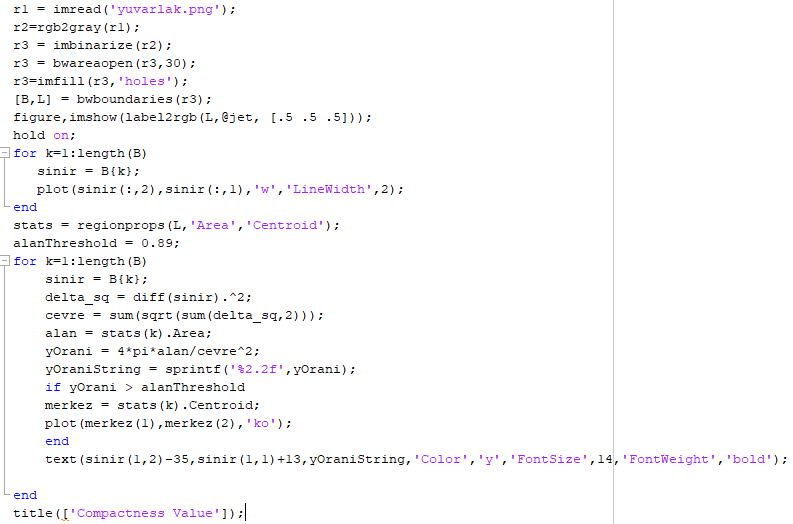 r1 = imread('yuvarlak.png');
r2=rgb2gray(r1);
r3 = imbinarize(r2);
r3 = bwareaopen(r3,30);
r3=imfill(r3,'holes');
[B,L] = bwboundaries(r3);
figure,imshow(label2rgb(L,@jet, [.5 .5 .5]));
hold on;
for k=1:length(B)
   sinir = B{k};
   plot(sinir(:,2),sinir(:,1),'w','LineWidth',2);
end
stats = regionprops(L,'Area','Centroid');
alanThreshold = 0.89;
for k=1:length(B)
    sinir = B{k};
    delta_sq = diff(sinir).^2;
    cevre = sum(sqrt(sum(delta_sq,2)));
    alan = stats(k).Area;
    yOrani = 4*pi*alan/cevre^2;
    yOraniString = sprintf('%2.2f',yOrani);
    if yOrani > alanThreshold
    merkez = stats(k).Centroid;
    plot(merkez(1),merkez(2),'ko');
    end
    text(sinir(1,2)-35,sinir(1,1)+13,yOraniString,'Color','y','FontSize',14,'FontWeight','bold');
end
title(['Compactness Value']);